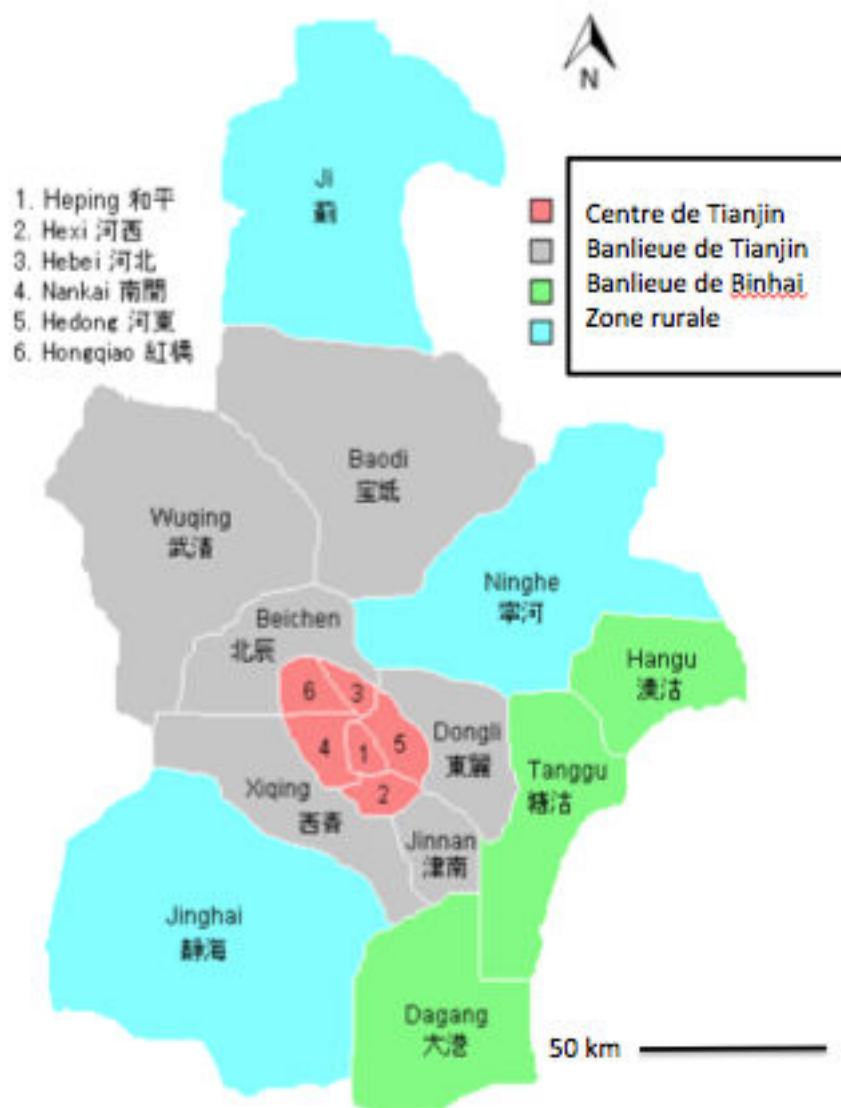 N
1. Heping 和平
2. Hexi 河西
3. Hebei 河北
4. Nankai 南開
5. Hedong 河東
6. Hongqiao 紅橋
Centre de Tianjin
Banlieue de Tianjin
Banlieue de Binhai
Zone rurale
Ji
薊
Baodi
宝坻
Wuqing
武清
Ninghe
寧河
Beichen
北辰
Hangu
漢沽
6
3
Dongli
東麗
5
4
1
Tanggu
塘沽
Xiqing
西青
2
Jinnan
津南
Jinghai
靜海
Dagang
大港
50 km